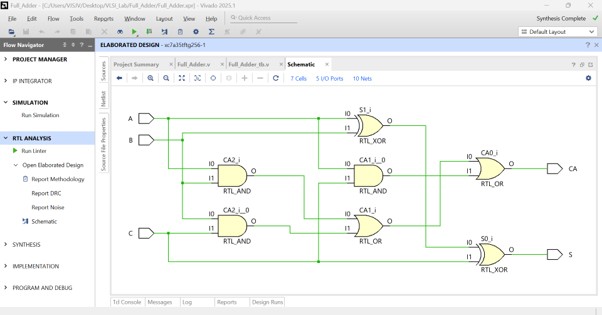 Full_Adder - [C:/Users/VISHV/Desktop/VLSI_Lab/Full_Adder/Full_Adder.xpr] - Vivado 2025.1
File Edit Flow Tools Reports Window Layout View Help Quick Access
Synthesis Complete
Default Layout
Flow Navigator
PROJECT MANAGER
IP INTEGRATOR
SIMULATION
Run Simulation
RTL ANALYSIS
Run Linter
Open Elaborated Design
Report Methodology
Report DRC
Report Noise
Schematic
SYNTHESIS
IMPLEMENTATION
PROGRAM AND DEBUG
ELABORATED DESIGN - xc7a35tftg256-1
Sources
Netlist
Source File Properties
Project Summary Full_Adder.v Full_Adder_tb.v Schematic
7 Cells 5 I/O Ports 10 Nets
A
B
C
S1_i
I0
I1
O
RTL_XOR
CA2_i
I0
I1
O
RTL_AND
CA1_i__0
I0
I1
O
RTL_AND
CA0_i
I0
I1
O
RTL_OR
CA
CA2_i__0
I0
I1
O
RTL_AND
CA1_i
I0
I1
O
RTL_OR
S0_i
I0
I1
O
RTL_XOR
S
Tcl Console Messages Log Reports Design Runs